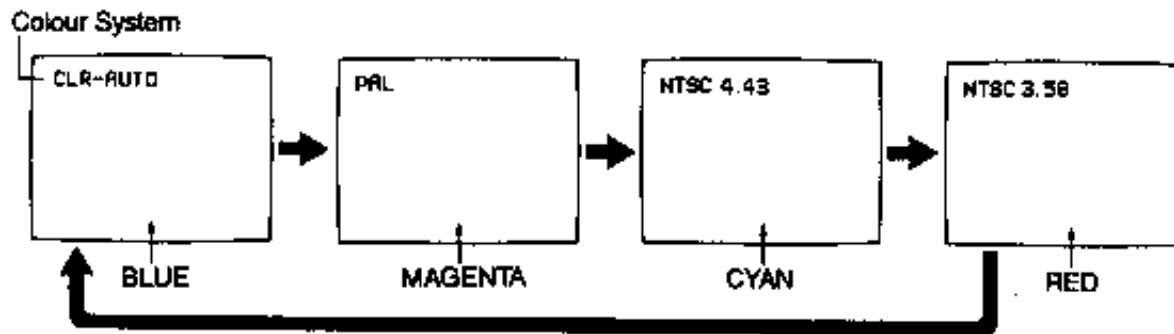 Colour System
CLR-AUTO
PAL
NTSC 4.43
NTSC 3.58
BLUE
MAGENTA
CYAN
RED